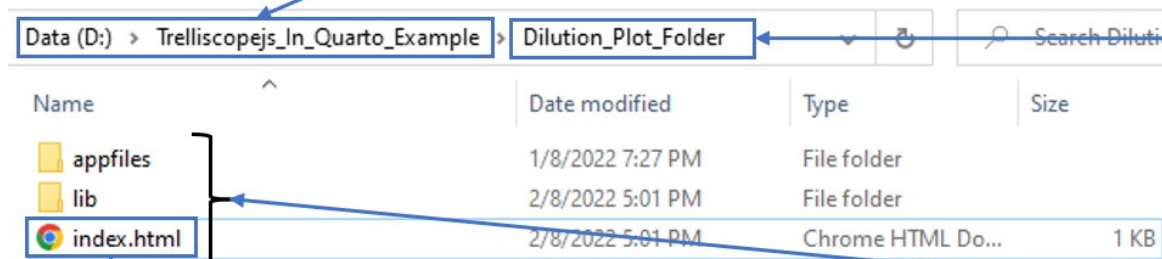 Data (D:) > Trelliscopejs_In_Quarto_Example > Dilution_Plot_Folder Search Diluti
Name Date modified Type Size
appfiles 1/8/2022 7:27 PM File folder
lib 2/8/2022 5:01 PM File folder
index.html 2/8/2022 5:01 PM Chrome HTML Do... 1 KB